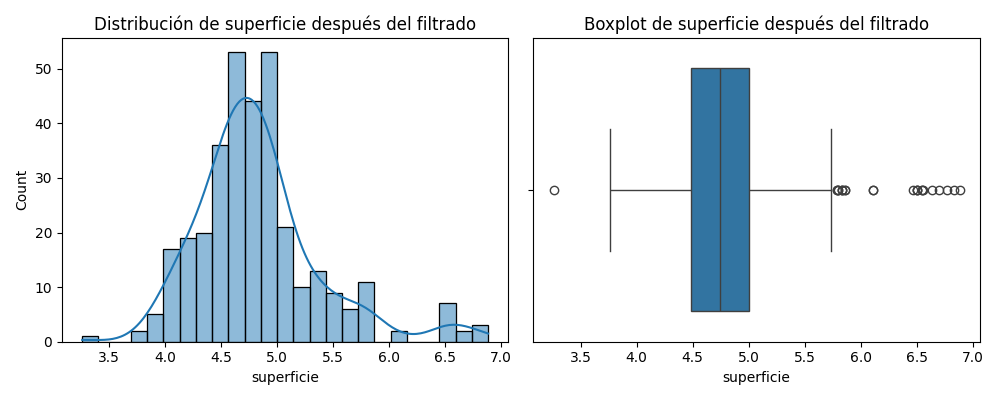 Distribución de superficie después del filtrado
50
40
30
20
10
0
Count
3.5 4.0 4.5 5.0 5.5 6.0 6.5 7.0
superficie
Boxplot de superficie después del filtrado
3.5 4.0 4.5 5.0 5.5 6.0 6.5 7.0
superficie